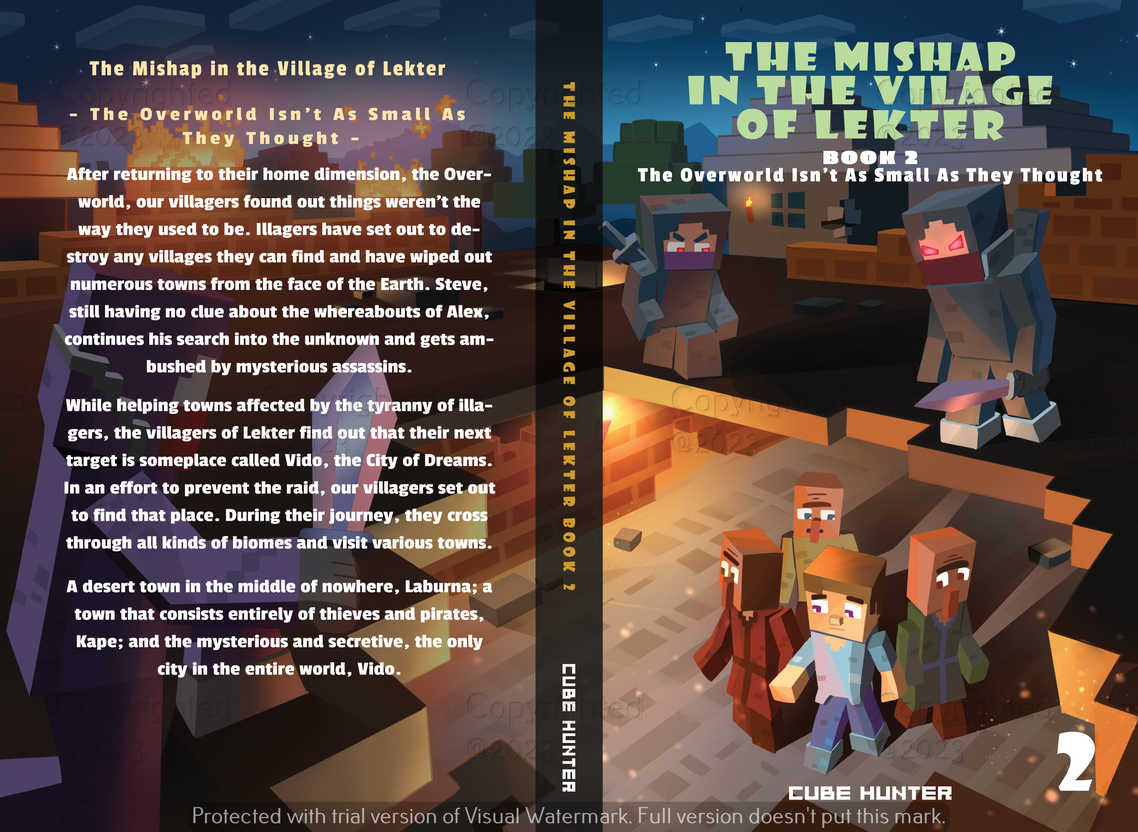 The Mishap in the Village of Lekter
- The Overworld Isn't As Small As
They Thought -
After returning to their home dimension, the Over-
world, our villagers found out things weren't the
way they used to be. Illagers have set out to de-
stroy any villages they can find and have wiped out
numerous towns from the face of the Earth. Steve,
still having no clue about the whereabouts of Alex,
continues his search into the unknown and gets am-
bushed by mysterious assassins.
While helping towns affected by the tyranny of illa-
gers, the villagers of Lekter find out that their next
target is someplace called Vido, the City of Dreams.
In an effort to prevent the raid, our villagers set out
to find that place. During their journey, they cross
through all kinds of biomes and visit various towns.
A desert town in the middle of nowhere, Laburna; a
town that consists entirely of thieves and pirates,
Kape; and the mysterious and secretive, the only
city in the entire world, Vido.
THE MISHAP IN THE VILLAGE OF LEKTER BOOK 2
CUBE HUNTER
THE MISHAP
IN THE VILLAGE
OF LEKTER
BOOK 2
The Overworld Isn't As Small As They Thought
2
CUBE HUNTER
Copyrighted
©2023
Copyrighted
©2023
Copyrighted
©2023
Copyrighted
©2023
Protected with trial version of Visual Watermark. Full version doesn't put this mark.